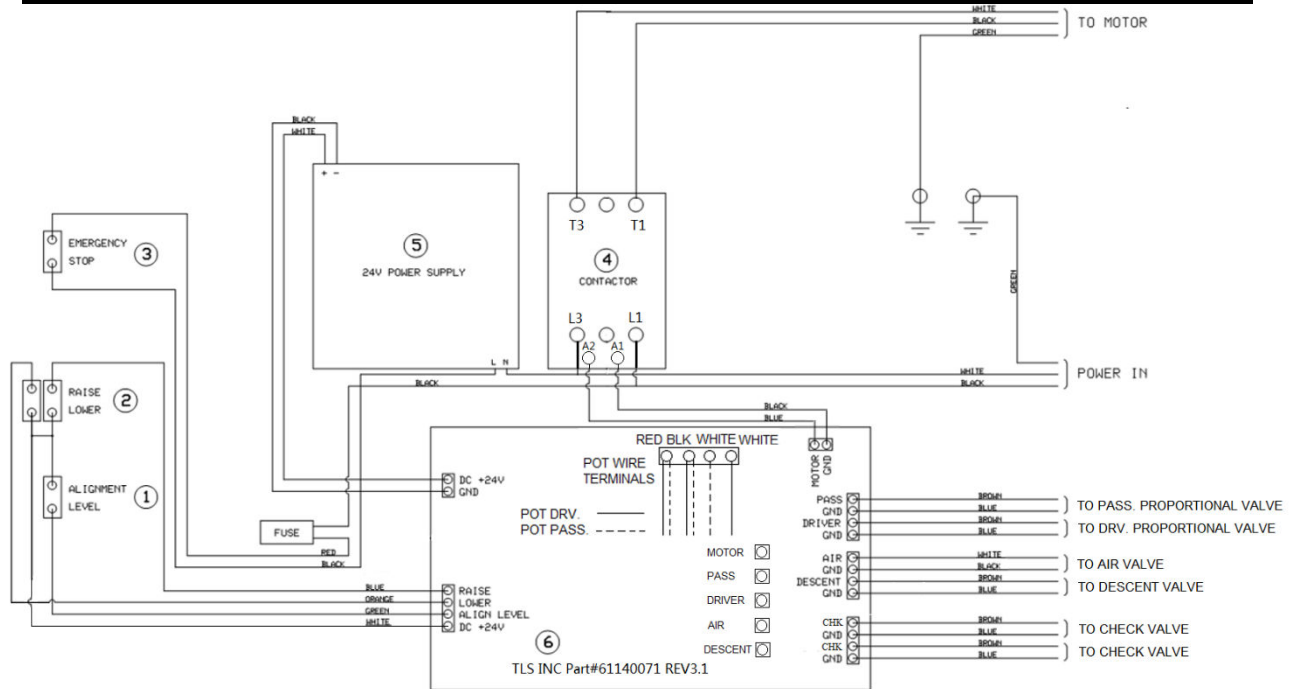 WHITE
BLACK
GREEN
TO MOTOR
BLACK
WHITE
+ -
T3 T1
EMERGENCY
STOP
3
5
24V POWER SUPPLY
4
CONTACTOR
GREEN
L3 L1
A2 A1
L N
WHITE
BLACK
BLACK
POWER IN
RAISE
LOWER
2
BLACK
BLUE
RED BLK WHITE WHITE
POT WIRE
TERMINALS
MOTOR
GND
DC +24V
GND
ALIGNMENT
LEVEL
1
POT DRV.
POT PASS.
FUSE
RED
BLACK
PASS
GND
DRIVER
GND
BROWN
BLUE
BROWN
BLUE
TO PASS. PROPORTIONAL VALVE
TO DRV. PROPORTIONAL VALVE
MOTOR
PASS
DRIVER
AIR
DESCENT
AIR
GND
DESCENT
GND
WHITE
BLACK
BROWN
BLUE
TO AIR VALVE
TO DESCENT VALVE
BLUE
ORANGE
GREEN
WHITE
RAISE
LOWER
ALIGN LEVEL
DC +24V
CHK
GND
CHK
GND
BROWN
BLUE
BROWN
BLUE
TO CHECK VALVE
TO CHECK VALVE
6
TLS INC Part#61140071 REV3.1